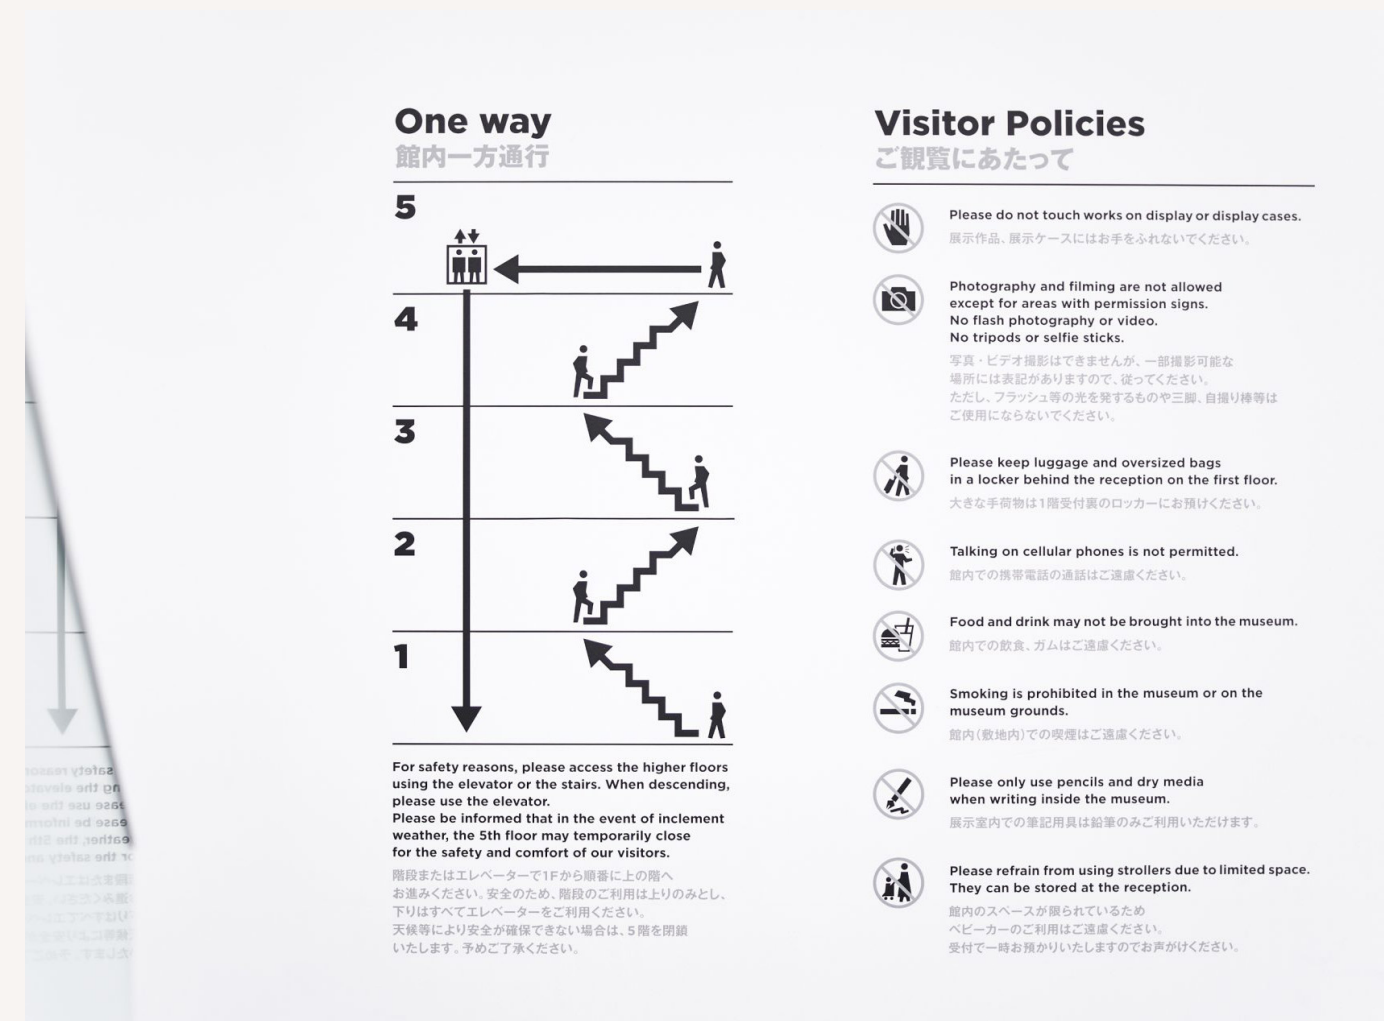 One way
館内一方通行
5
4
3
2
1
For safety reasons, please access the higher floors
using the elevator or the stairs. When descending,
please use the elevator.
Please be informed that in the event of inclement
weather, the 5th floor may temporarily close
for the safety and comfort of our visitors.
階段またはエレベーターで1Fから順番に上の階へ
お進みください。安全のため、階段のご利用は上りのみとし、
下りはすべてエレベーターをご利用ください。
天候等により安全が確保できない場合は、5階を閉鎖
いたします。予めご了承ください。
Visitor Policies
ご観覧にあたって
Please do not touch works on display or display cases.
展示作品、展示ケースにはお手をふれないでください。
Photography and filming are not allowed
except for areas with permission signs.
No flash photography or video.
No tripods or selfie sticks.
写真・ビデオ撮影はできませんが、一部撮影可能な
場所には表記がありますので、従ってください。
ただし、フラッシュ等の光を発するものや三脚、自撮り棒等は
ご使用にならないでください。
Please keep luggage and oversized bags
in a locker behind the reception on the first floor.
大きな手荷物は1階受付裏のロッカーにお預けください。
Talking on cellular phones is not permitted.
館内での携帯電話の通話はご遠慮ください。
Food and drink may not be brought into the museum.
館内での飲食、ガムはご遠慮ください。
Smoking is prohibited in the museum or on the
museum grounds.
館内(敷地内)での喫煙はご遠慮ください。
Please only use pencils and dry media
when writing inside the museum.
展示室内での筆記用具は鉛筆のみご利用いただけます。
Please refrain from using strollers due to limited space.
They can be stored at the reception.
館内のスペースが限られているため
ベビーカーのご利用はご遠慮ください。
受付で一時お預かりいたしますのでお声がけください。